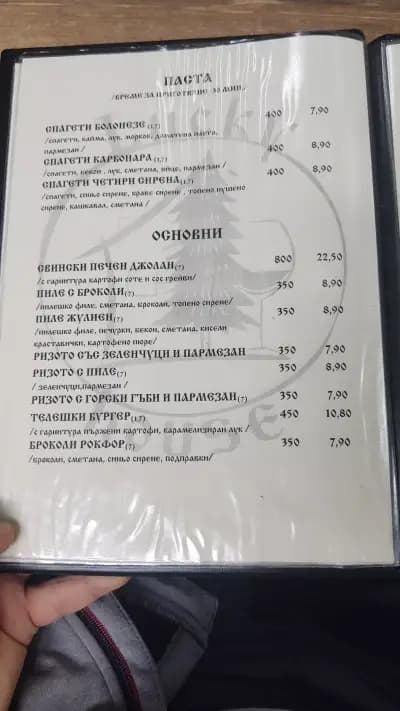 ПАСТА
/ВРЕМЕ ЗА ПРИГОТВЯНЕ 30 МИН./
СПАГЕТИ БОЛОНЕЗЕ (1,7) 400 7,90
/спагети, кайма, лук, морков, доматена паста,
пармезан /
СПАГЕТИ КАРБОНАРА (1,7) 400 8,90
/спагети, бекон , лук, сметана, яйце, пармезан /
СПАГЕТИ ЧЕТИРИ СИРЕНА (1,7) 400 8,90
/спагети, синьо сирене, краве сирене , топено пушено
сирене, кашкавал, сметана /
ОСНОВНИ
СВИНСКИ ПЕЧЕН ДЖОЛАН (7) 800 22,50
/с гарнитура картофи соте и сос грейви/
ПИЛЕ С БРОКОЛИ (7) 350 8,90
/пилешко филе, сметана, броколи, топено сирене/
ПИЛЕ ЖУЛИЕН (7) 350 8,90
/пилешко филе, печурки, бекон, сметана, кисели
краставички, картофено пюре/
РИЗОТО СЪС ЗЕЛЕНЧУЦИ И ПАРМЕЗАН 350 7,90
РИЗОТО С ПИЛЕ (7) 350 8,90
/ зеленчуци,пармезан /
РИЗОТО С ГОРСКИ ГЪБИ И ПАРМЕЗАН (7) 350 7,90
ТЕЛЕШКИ БУРГЕР (1,7) 450 10,80
/с гарнитура пържени картофи, карамелизиран лук /
БРОКОЛИ РОКФОР (7) 350 7,90
/броколи, сметана, синьо сирене, подправки/